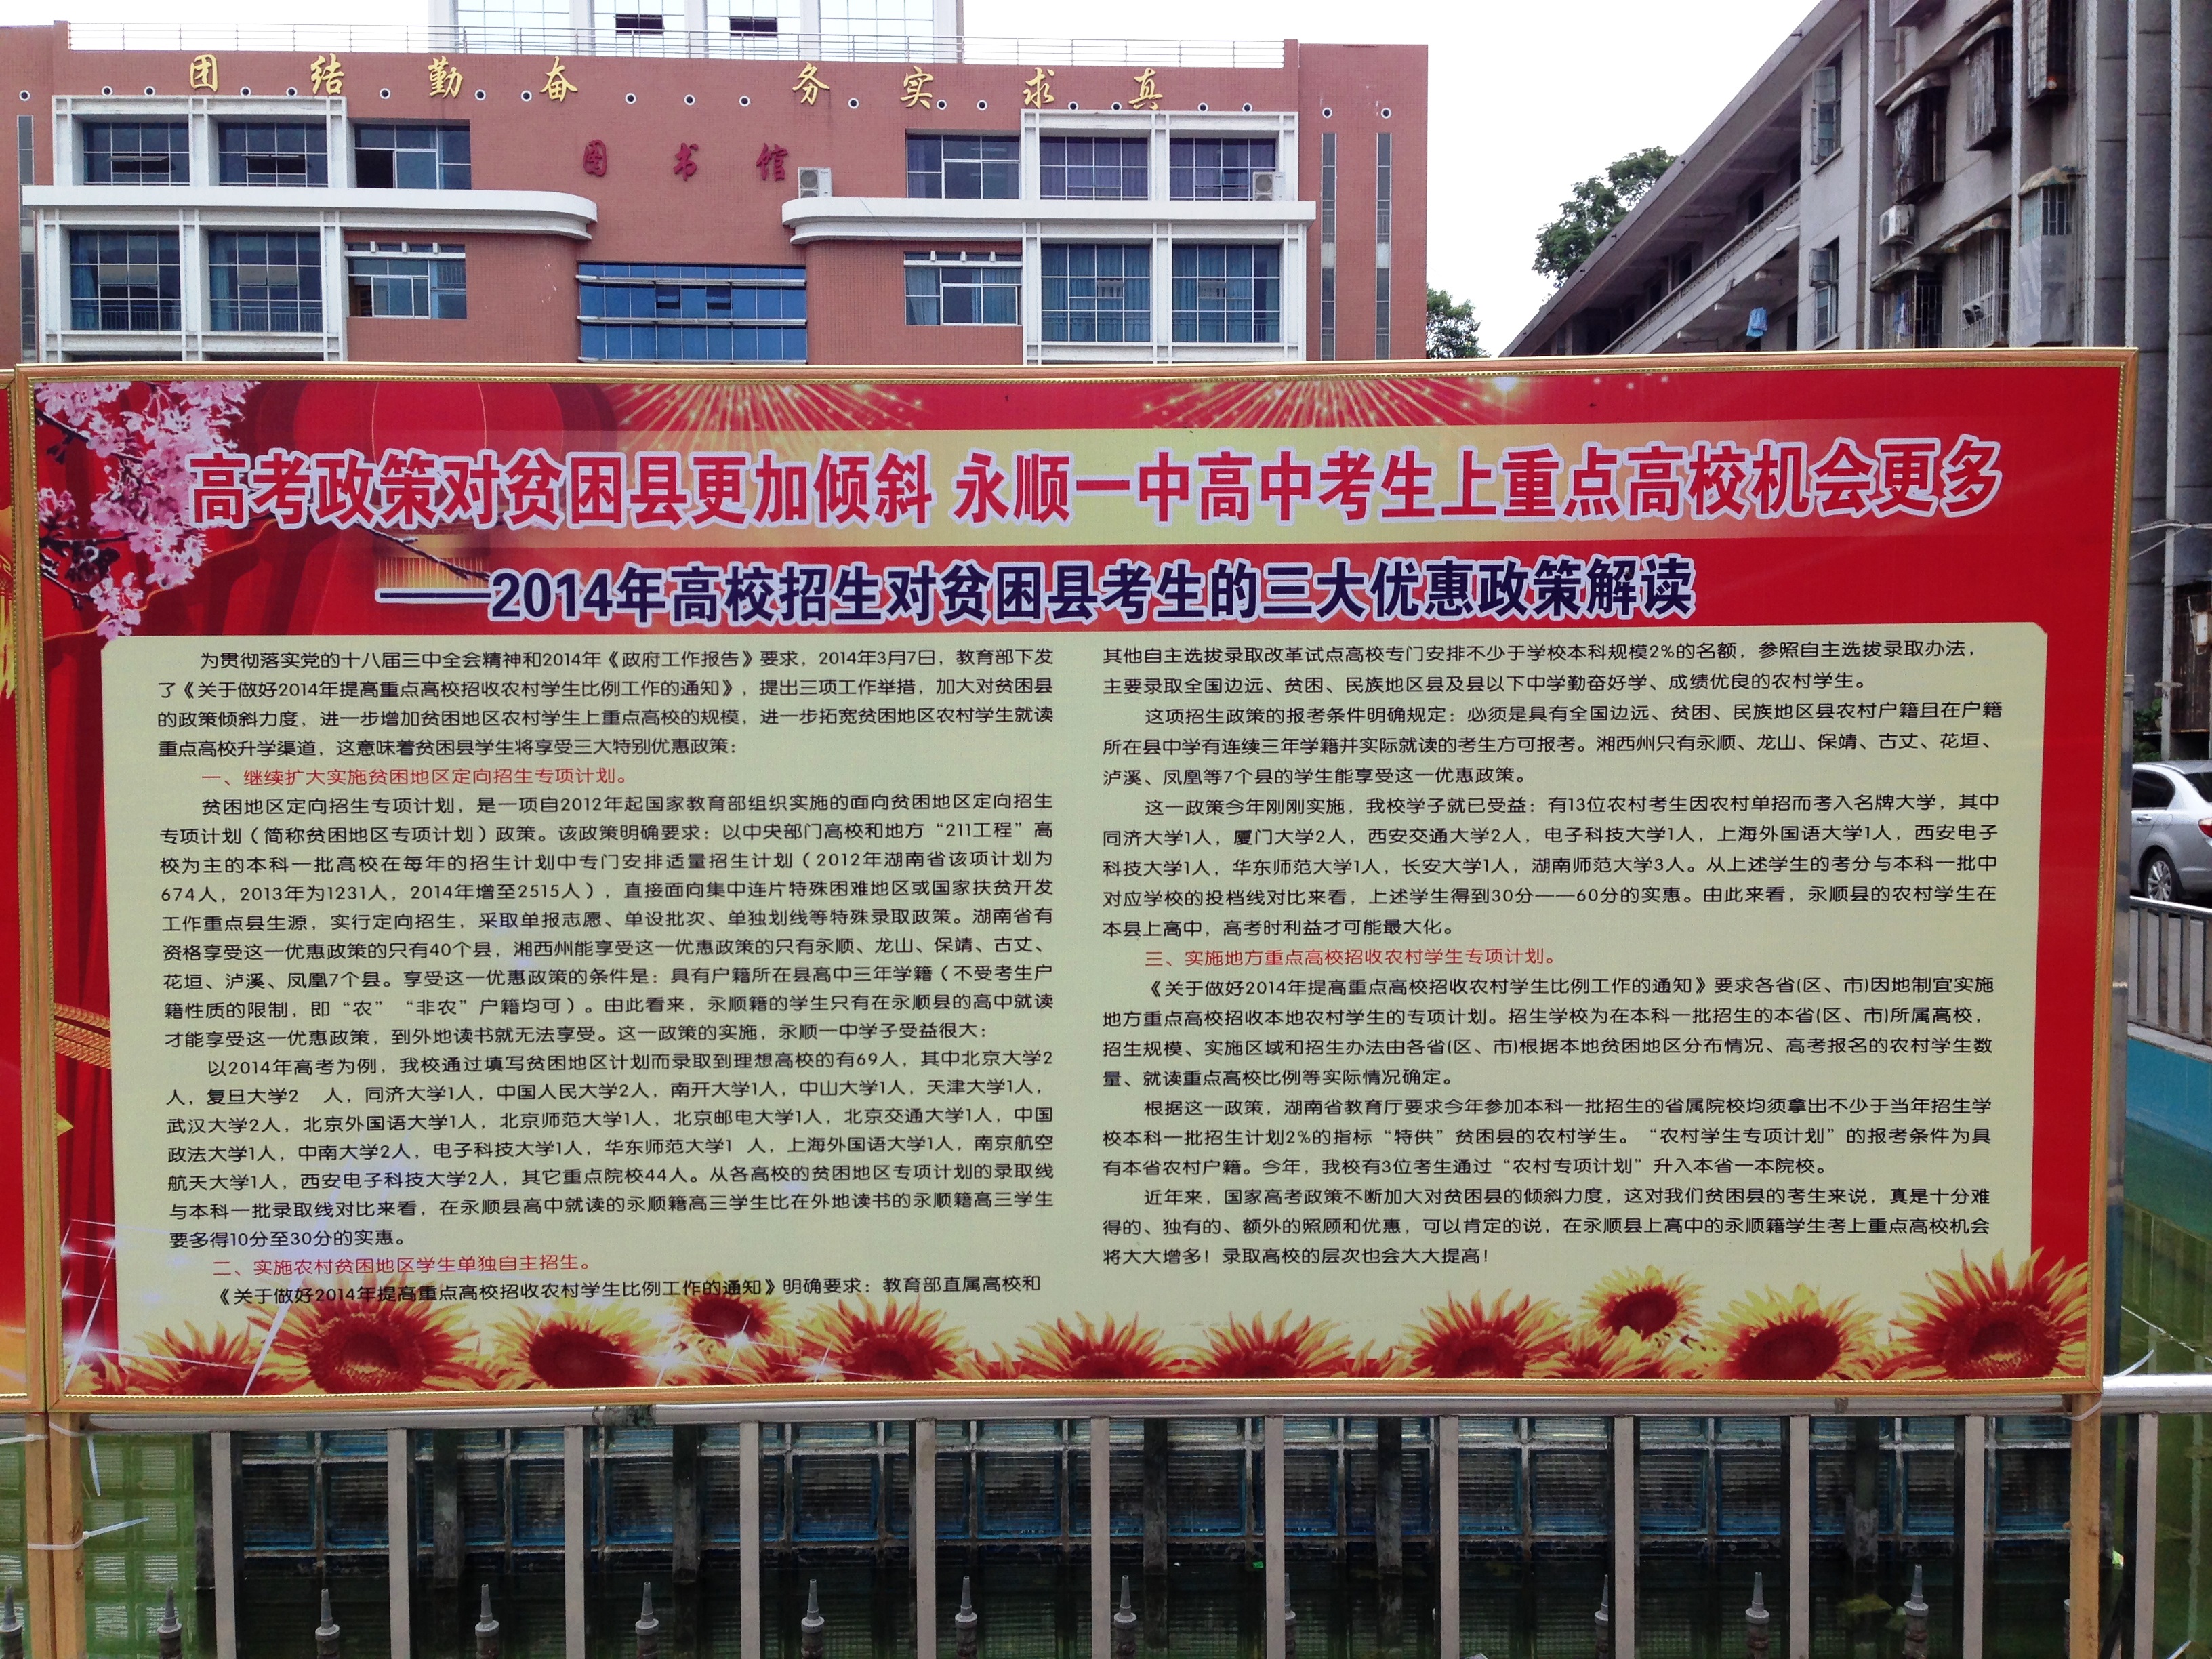 团结勤奋 务实求真
图书馆
高考政策对贫困县更加倾斜 永顺一中高中考生上重点高校机会更多
——2014年高校招生对贫困县考生的三大优惠政策解读
为贯彻落实党的十八届三中全会精神和2014年《政府工作报告》要求，2014年3月7日，教育部下发
了《关于做好2014年提高重点高校招收农村学生比例工作的通知》，提出三项工作举措，加大对贫困县
的政策倾斜力度，进一步增加贫困地区农村学生上重点高校的规模，进一步拓宽贫困地区农村学生就读
重点高校升学渠道，这意味着贫困县学生将享受三大特别优惠政策：
一、继续扩大实施贫困地区定向招生专项计划。
贫困地区定向招生专项计划，是一项自2012年起国家教育部组织实施的面向贫困地区定向招生
专项计划（简称贫困地区专项计划）政策。该政策明确要求：以中央部门高校和地方“211工程”高
校为主的本科一批高校在每年的招生计划中专门安排适量招生计划（2012年湖南省该项计划为
674人，2013年为1231人，2014年增至2515人），直接面向集中连片特殊困难地区或国家扶贫开发
工作重点县生源，实行定向招生，采取单报志愿、单设批次、单独划线等特殊录取政策。湖南省有
资格享受这一优惠政策的只有40个县，湘西州能享受这一优惠政策的只有永顺、龙山、保靖、古丈、
花垣、泸溪、凤凰7个县。享受这一优惠政策的条件是：具有户籍所在县高中三年学籍（不受考生户
籍性质的限制，即“农”“非农”户籍均可）。由此看来，永顺籍的学生只有在永顺县的高中就读
才能享受这一优惠政策，到外地读书就无法享受。这一政策的实施，永顺一中学子受益很大：
以2014年高考为例，我校通过填写贫困地区计划而录取到理想高校的有69人，其中北京大学2
人，复旦大学2 人，同济大学1人，中国人民大学2人，南开大学1人，中山大学1人，天津大学1人，
武汉大学2人，北京外国语大学1人，北京师范大学1人，北京邮电大学1人，北京交通大学1人，中国
政法大学1人，中南大学2人，电子科技大学1人，华东师范大学1 人，上海外国语大学1人，南京航空
航天大学1人，西安电子科技大学2人，其它重点院校44人。从各高校的贫困地区专项计划的录取线
与本科一批录取线对比来看，在永顺县高中就读的永顺籍高三学生比在外地读书的永顺籍高三学生
要多得10分至30分的实惠。
二、实施农村贫困地区学生单独自主招生。
《关于做好2014年提高重点高校招收农村学生比例工作的通知》明确要求：教育部直属高校和
其他自主选拔录取改革试点高校专门安排不少于学校本科规模2%的名额，参照自主选拔录取办法，
主要录取全国边远、贫困、民族地区县及县以下中学勤奋好学、成绩优良的农村学生。
这项招生政策的报考条件明确规定：必须是具有全国边远、贫困、民族地区县农村户籍且在户籍
所在县中学有连续三年学籍并实际就读的考生方可报考。湘西州只有永顺、龙山、保靖、古丈、花垣、
泸溪、凤凰等7个县的学生能享受这一优惠政策。
这一政策今年刚刚实施，我校学子就已受益：有13位农村考生因农村单招而考入名牌大学，其中
同济大学1人，厦门大学2人，西安交通大学2人，电子科技大学1人，上海外国语大学1人，西安电子
科技大学1人，华东师范大学1人，长安大学1人，湖南师范大学3人。从上述学生的考分与本科一批中
对应学校的投档线对比来看，上述学生得到30分——60分的实惠。由此来看，永顺县的农村学生在
本县上高中，高考时利益才可能最大化。
三、实施地方重点高校招收农村学生专项计划。
《关于做好2014年提高重点高校招收农村学生比例工作的通知》要求各省(区、市)因地制宜实施
地方重点高校招收本地农村学生的专项计划。招生学校为在本科一批招生的本省(区、市)所属高校，
招生规模、实施区域和招生办法由各省(区、市)根据本地贫困地区分布情况、高考报名的农村学生数
量、就读重点高校比例等实际情况确定。
根据这一政策，湖南省教育厅要求今年参加本科一批招生的省属院校均须拿出不少于当年招生学
校本科一批招生计划2%的指标“特供”贫困县的农村学生。“农村学生专项计划”的报考条件为具
有本省农村户籍。今年，我校有3位考生通过“农村专项计划”升入本省一本院校。
近年来，国家高考政策不断加大对贫困县的倾斜力度，这对我们贫困县的考生来说，真是十分难
得的、独有的、额外的照顾和优惠，可以肯定的说，在永顺县上高中的永顺籍学生考上重点高校机会
将大大增多！录取高校的层次也会大大提高！